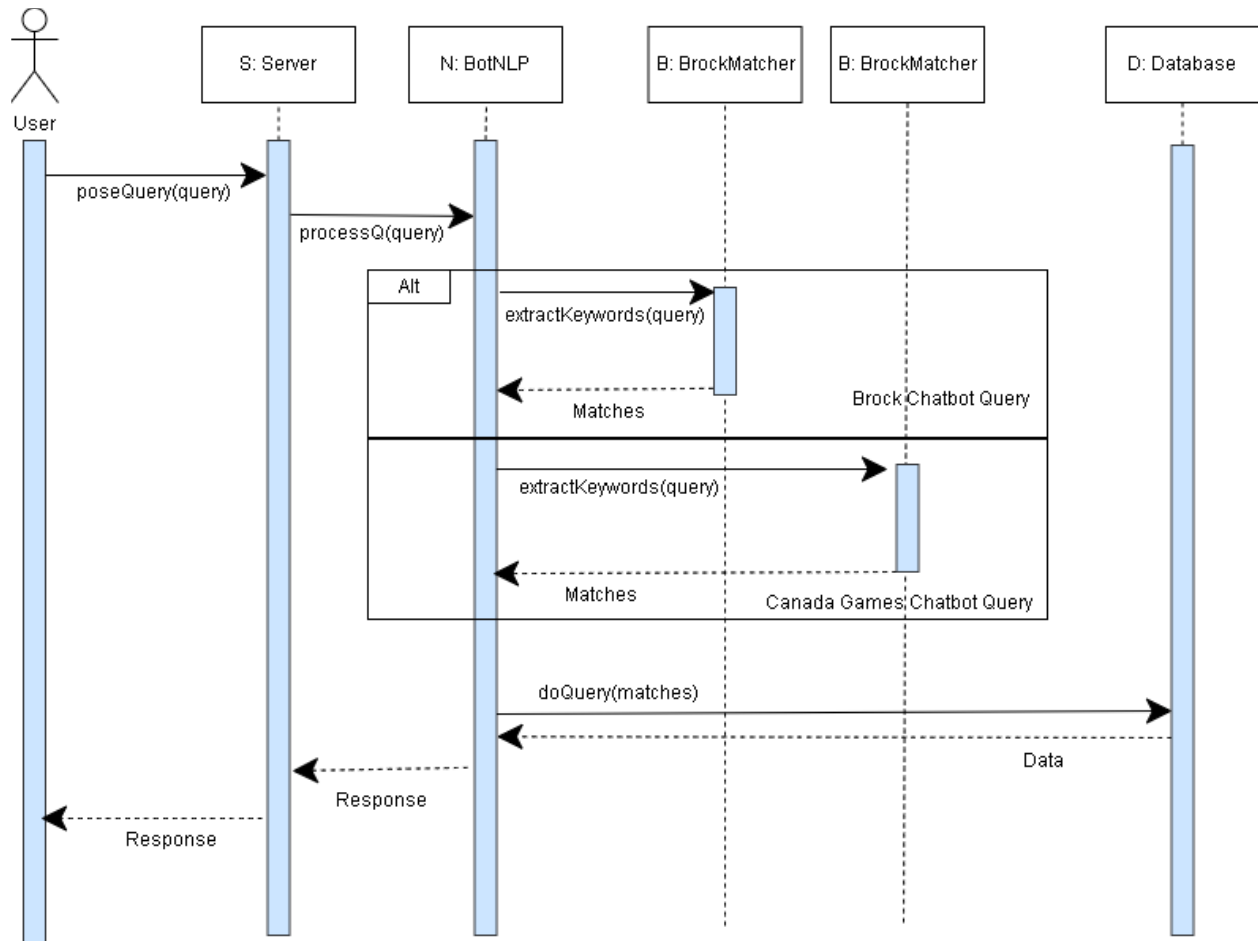 S: Server
N: BotNLP
B: BrockMatcher
B: BrockMatcher
D: Database
User
poseQuery(query)
processQ(query)
Alt
extractKeywords(query)
Matches
Brock Chatbot Query
extractKeywords(query)
Matches
Canada Games Chatbot Query
doQuery(matches)
Data
Response
Response